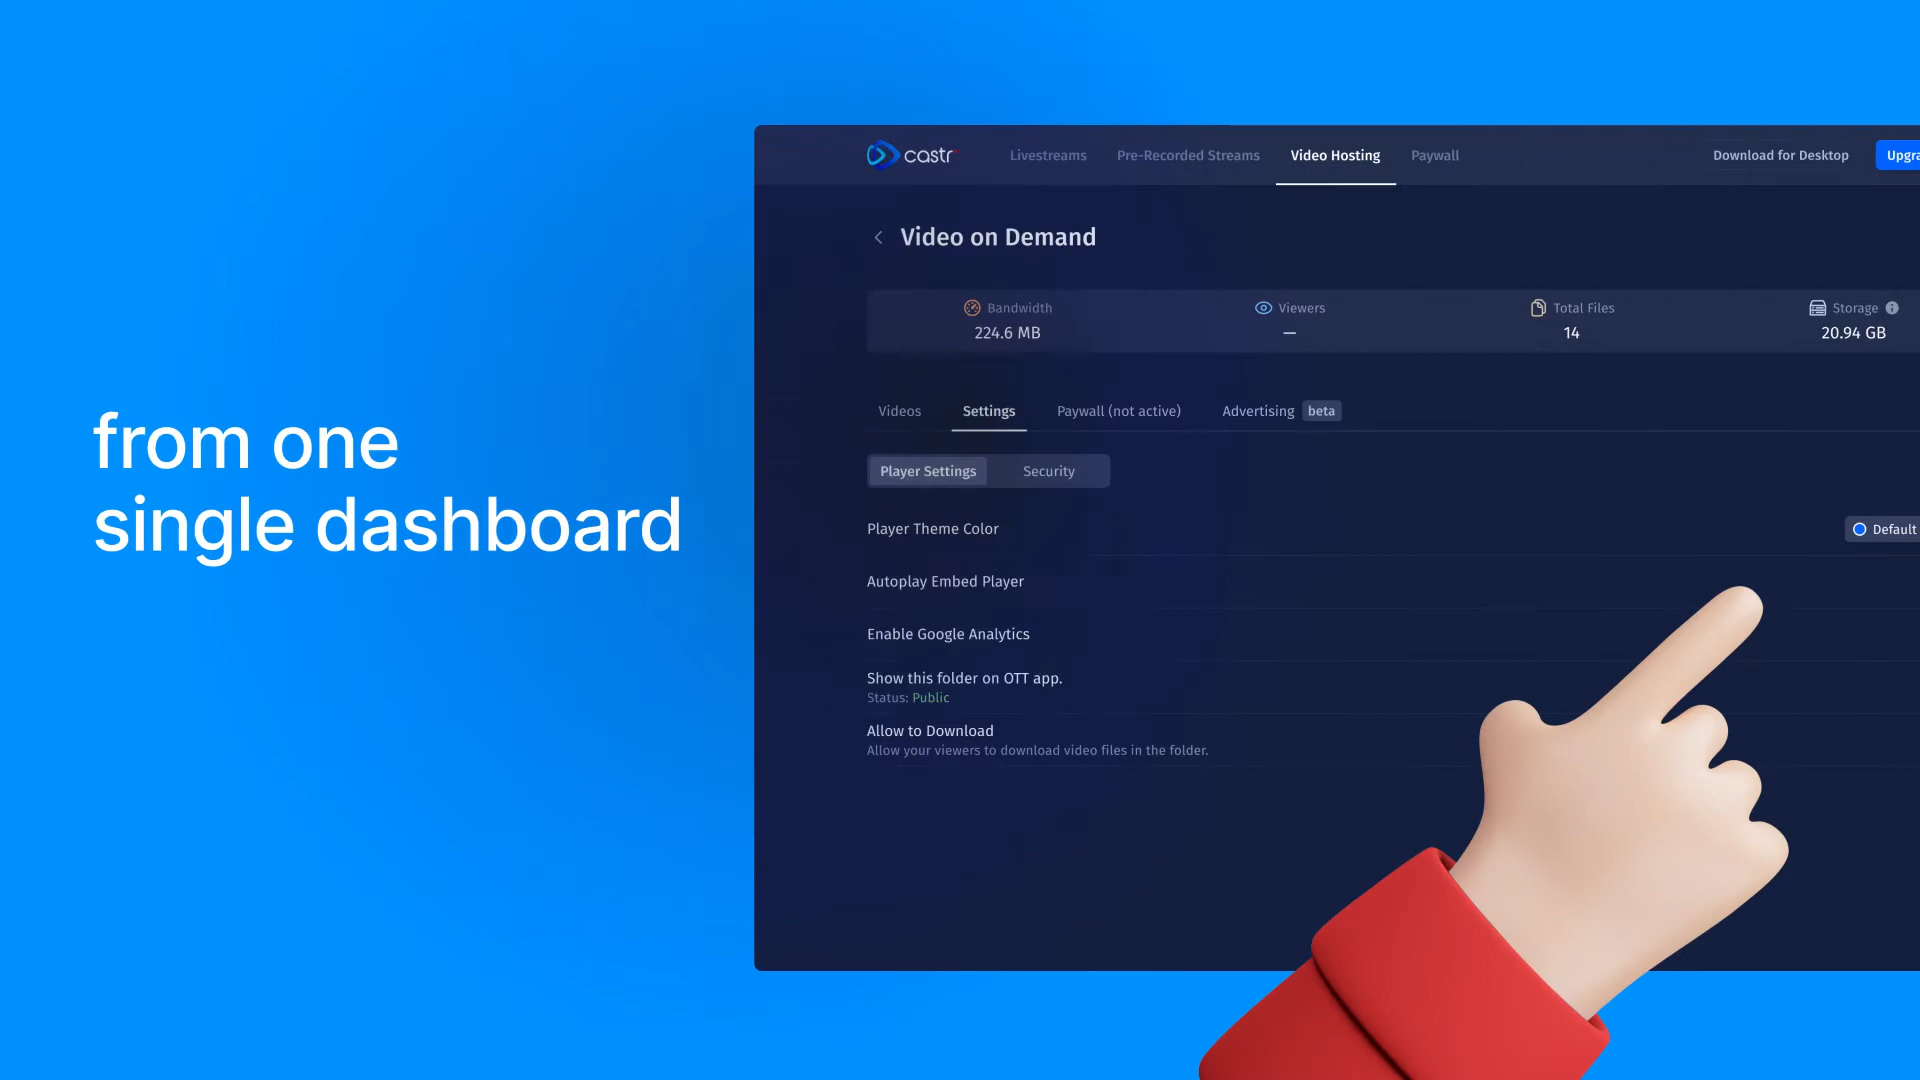 from one
single dashboard
castr
Livestreams
Pre-Recorded Streams
Video Hosting
Paywall
Download for Desktop
Video on Demand
Bandwidth
224.6 MB
Viewers
—
Total Files
14
Storage
20.94 GB
Videos
Settings
Paywall (not active)
Advertising beta
Player Settings
Security
Player Theme Color
Default
Autoplay Embed Player
Enable Google Analytics
Show this folder on OTT app.
Status: Public
Allow to Download
Allow your viewers to download video files in the folder.